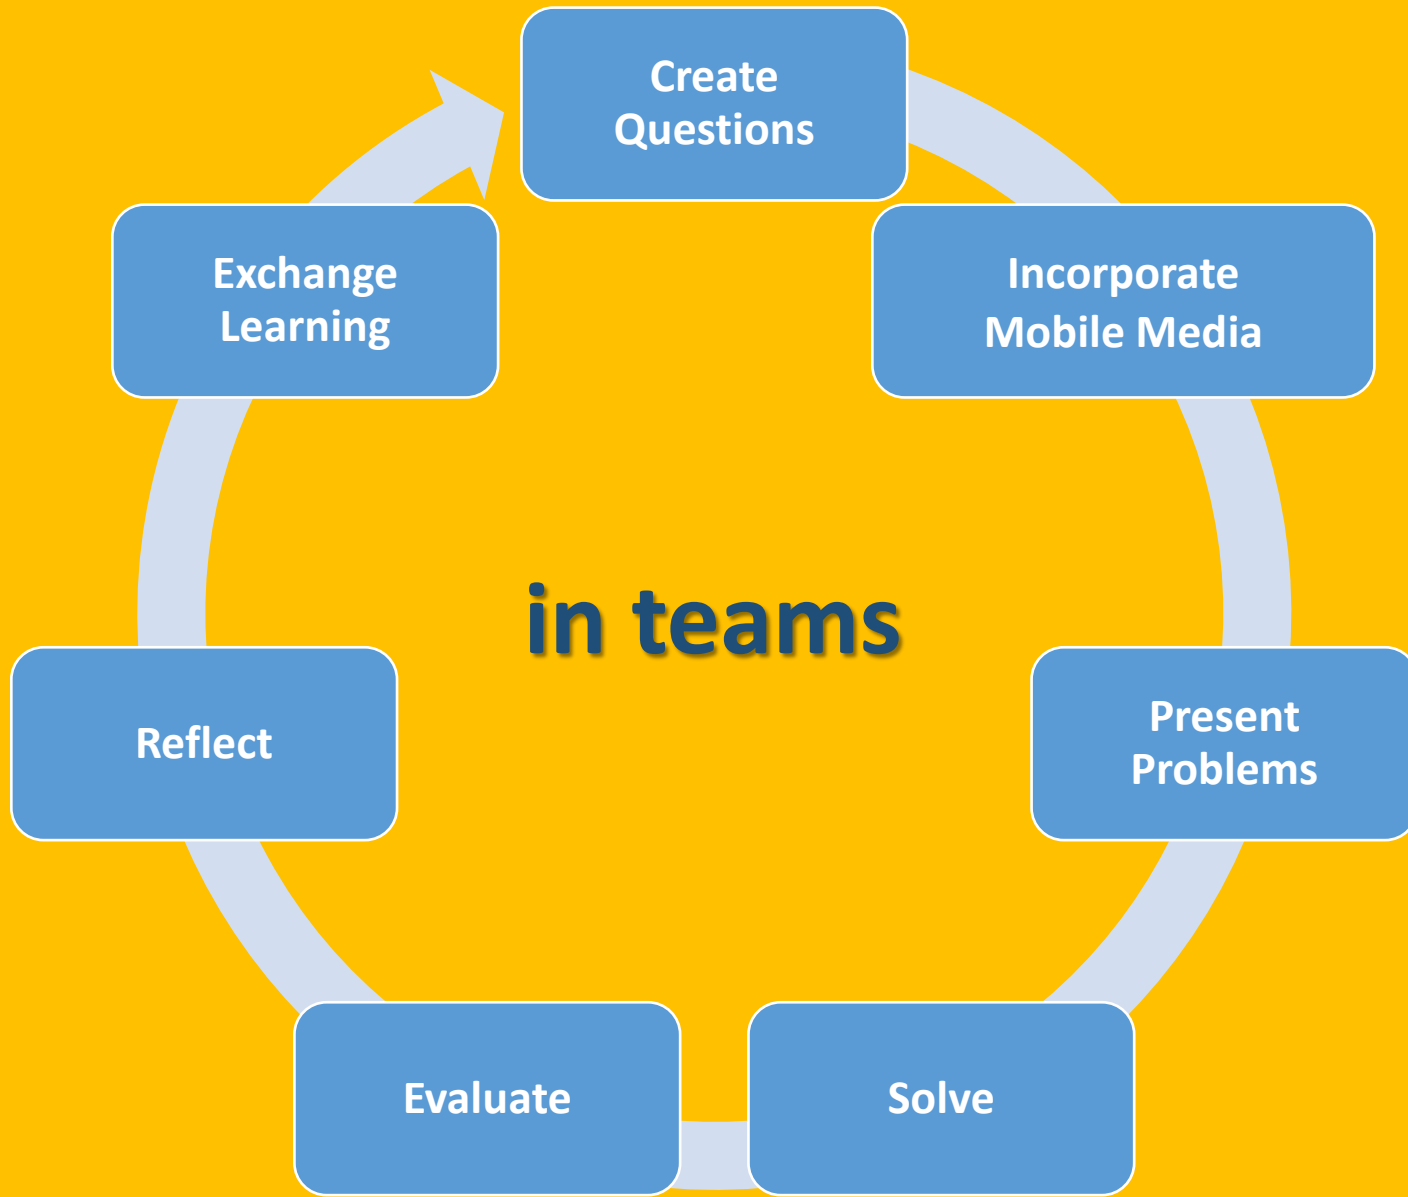 Create
Questions
Incorporate
Mobile Media
Present
Problems
Solve
Evaluate
Reflect
Exchange
Learning
in teams